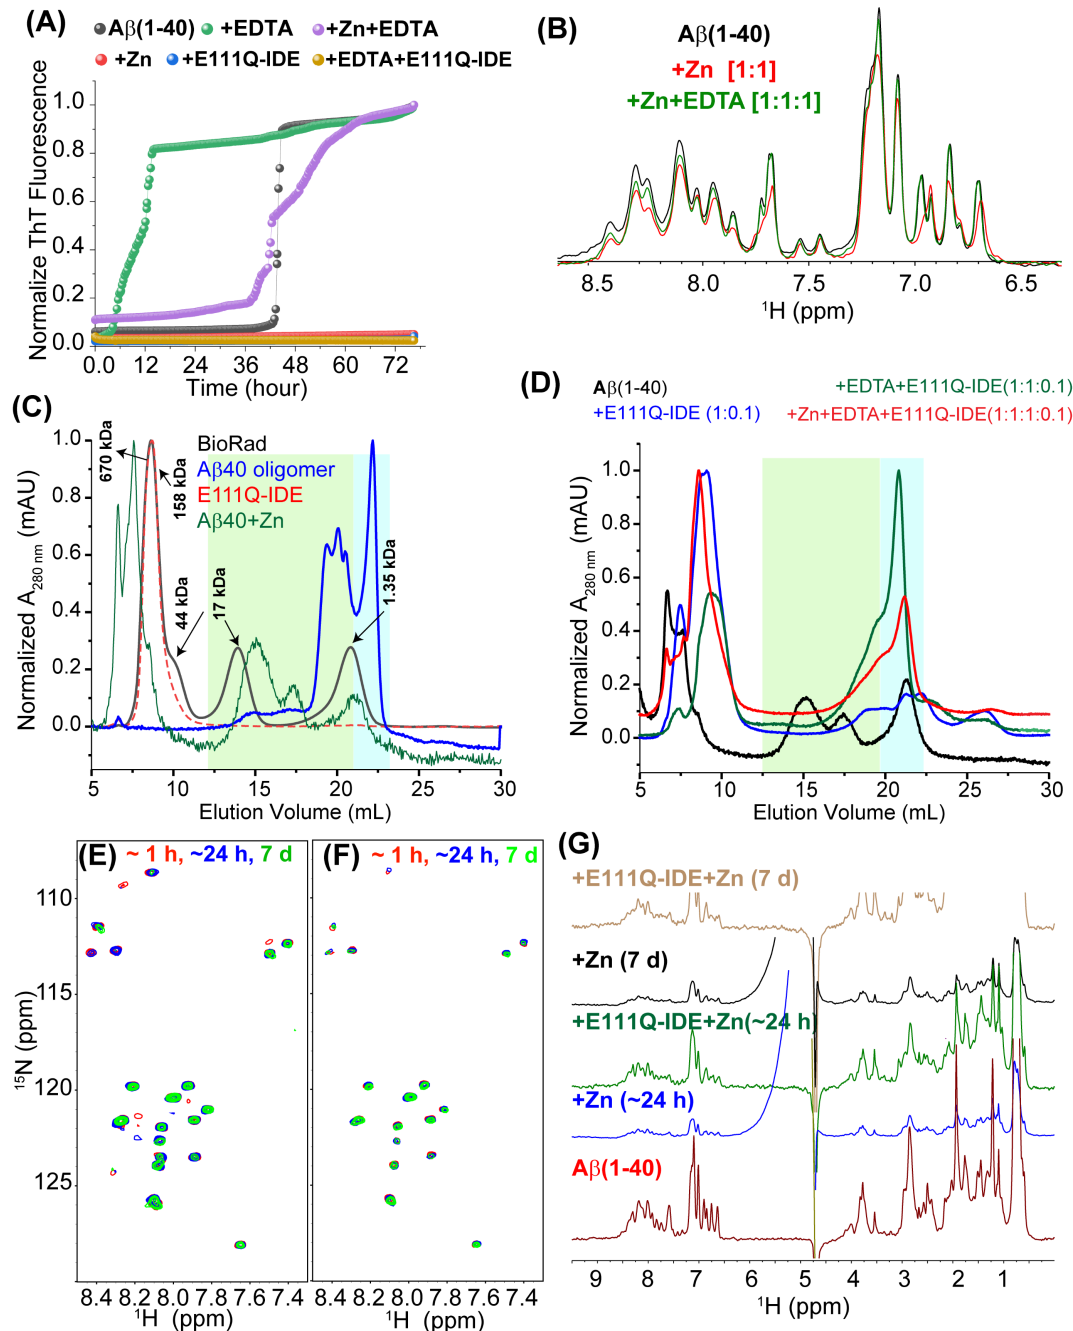 (A)
Aβ(1-40) +EDTA +Zn+EDTA
+Zn +E111Q-IDE +EDTA+E111Q-IDE
Normalize ThT Fluorescence
1.0
0.8
0.6
0.4
0.2
0.0
0.0 12 24 36 48 60 72
Time (hour)
(B)
Aβ(1-40)
+Zn [1:1]
+Zn+EDTA [1:1:1]
8.5 8.0 7.5 7.0 6.5
¹H (ppm)
(C)
Normalized A₂₈₀ ₙₘ (mAU)
1.0
0.8
0.6
0.4
0.2
0.0
670 kDa
158 kDa
44 kDa
17 kDa
1.35 kDa
BioRad
Aβ40 oligomer
E111Q-IDE
Aβ40+Zn
5 10 15 20 25 30
Elution Volume (mL)
(D)
Aβ(1-40) +EDTA+E111Q-IDE(1:1:0.1)
+E111Q-IDE (1:0.1) +Zn+EDTA+E111Q-IDE(1:1:1:0.1)
Normalized A₂₈₀ ₙₘ (mAU)
1.0
0.8
0.6
0.4
0.2
0.0
5 10 15 20 25 30
Elution Volume (mL)
(E) ~ 1 h, ~24 h, 7 d
¹⁵N (ppm)
110
115
120
125
8.4 8.2 8.0 7.8 7.6 7.4
¹H (ppm)
(F) ~ 1 h, ~24 h, 7 d
8.4 8.2 8.0 7.8 7.6 7.4
¹H (ppm)
(G)
+E111Q-IDE+Zn (7 d)
+Zn (7 d)
+E111Q-IDE+Zn(~24 h)
+Zn (~24 h)
Aβ(1-40)
9 8 7 6 5 4 3 2 1
¹H (ppm)